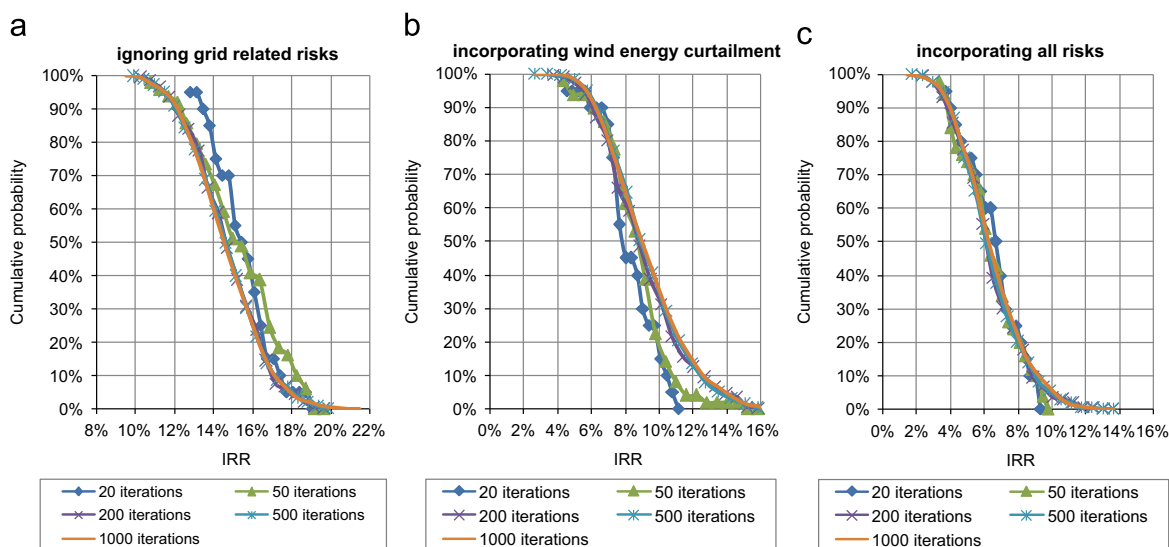 a
ignoring grid related risks
100%
90%
80%
70%
60%
50%
40%
30%
20%
10%
0%
Cumulative probability
8% 10% 12% 14% 16% 18% 20% 22%
IRR
20 iterations 50 iterations
200 iterations 500 iterations
1000 iterations
b
incorporating wind energy curtailment
100%
90%
80%
70%
60%
50%
40%
30%
20%
10%
0%
Cumulative probability
0% 2% 4% 6% 8% 10% 12% 14% 16%
IRR
20 iterations 50 iterations
200 iterations 500 iterations
1000 iterations
c
incorporating all risks
100%
90%
80%
70%
60%
50%
40%
30%
20%
10%
0%
Cumulative probability
0% 2% 4% 6% 8% 10% 12% 14% 16%
IRR
20 iterations 50 iterations
200 iterations 500 iterations
1000 iterations